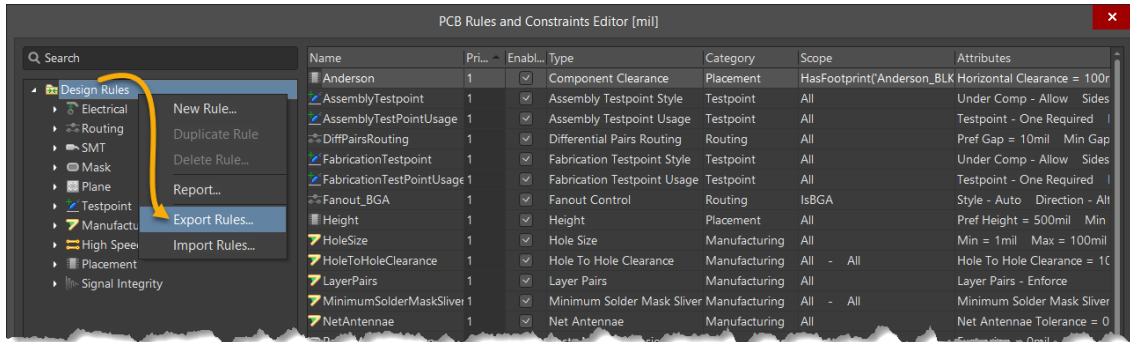 PCB Rules and Constraints Editor [mil]
Search
Design Rules
Electrical
Routing
SMT
Mask
Plane
Testpoint
Manufactu
High Spee
Placement
Signal Integrity
New Rule...
Duplicate Rule
Delete Rule...
Report...
Export Rules...
Import Rules...
Name Pri... Enabl... Type Category Scope Attributes
Anderson 1 Component Clearance Placement HasFootprint('Anderson_BLK Horizontal Clearance = 100r
AssemblyTestpoint 1 Assembly Testpoint Style Testpoint All Under Comp - Allow Sides
AssemblyTestPointUsage 1 Assembly Testpoint Usage Testpoint All Testpoint - One Required
DiffPairsRouting 1 Differential Pairs Routing Routing All Pref Gap = 10mil Min Gap
FabricationTestpoint 1 Fabrication Testpoint Style Testpoint All Under Comp - Allow Sides
FabricationTestPointUsage 1 Fabrication Testpoint Usage Testpoint All Testpoint - One Required
Fanout_BGA 1 Fanout Control Routing IsBGA Style - Auto Direction - Alt
Height 1 Height Placement All Pref Height = 500mil Min
HoleSize 1 Hole Size Manufacturing All Min = 1mil Max = 100mil
HoleToHoleClearance 1 Hole To Hole Clearance Manufacturing All - All Hole To Hole Clearance = 10
LayerPairs 1 Layer Pairs Manufacturing All Layer Pairs - Enforce
MinimumSolderMaskSliver 1 Minimum Solder Mask Sliver Manufacturing All - All Minimum Solder Mask Sliver
NetAntennae 1 Net Antennae Manufacturing All Net Antennae Tolerance = 0